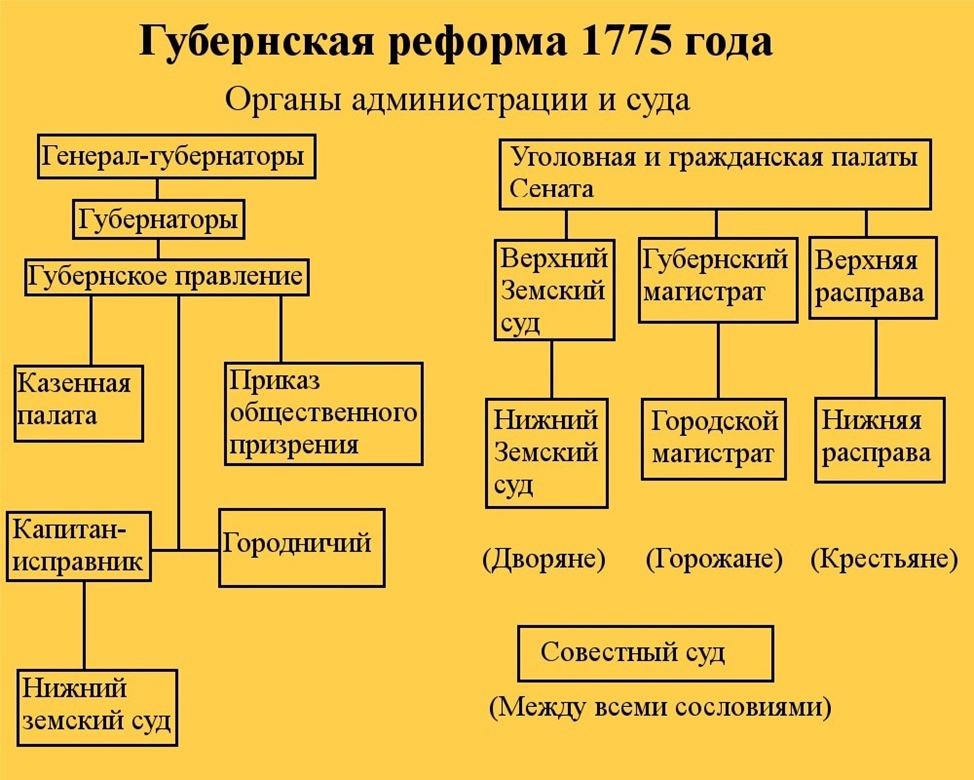 Губернская реформа 1775 года
Органы администрации и суда
Генерал-губернаторы
Губернаторы
Губернское правление
Казенная
палата
Приказ
общественного
призрения
Капитан-
исправник
Городничий
Нижний
земский суд
Уголовная и гражданская палаты
Сената
Верхний
Земский
суд
Губернский
магистрат
Верхняя
расправа
Нижний
Земский
суд
Городской
магистрат
Нижняя
расправа
(Дворяне)
(Горожане)
(Крестьяне)
Совестный суд
(Между всеми сословиями)